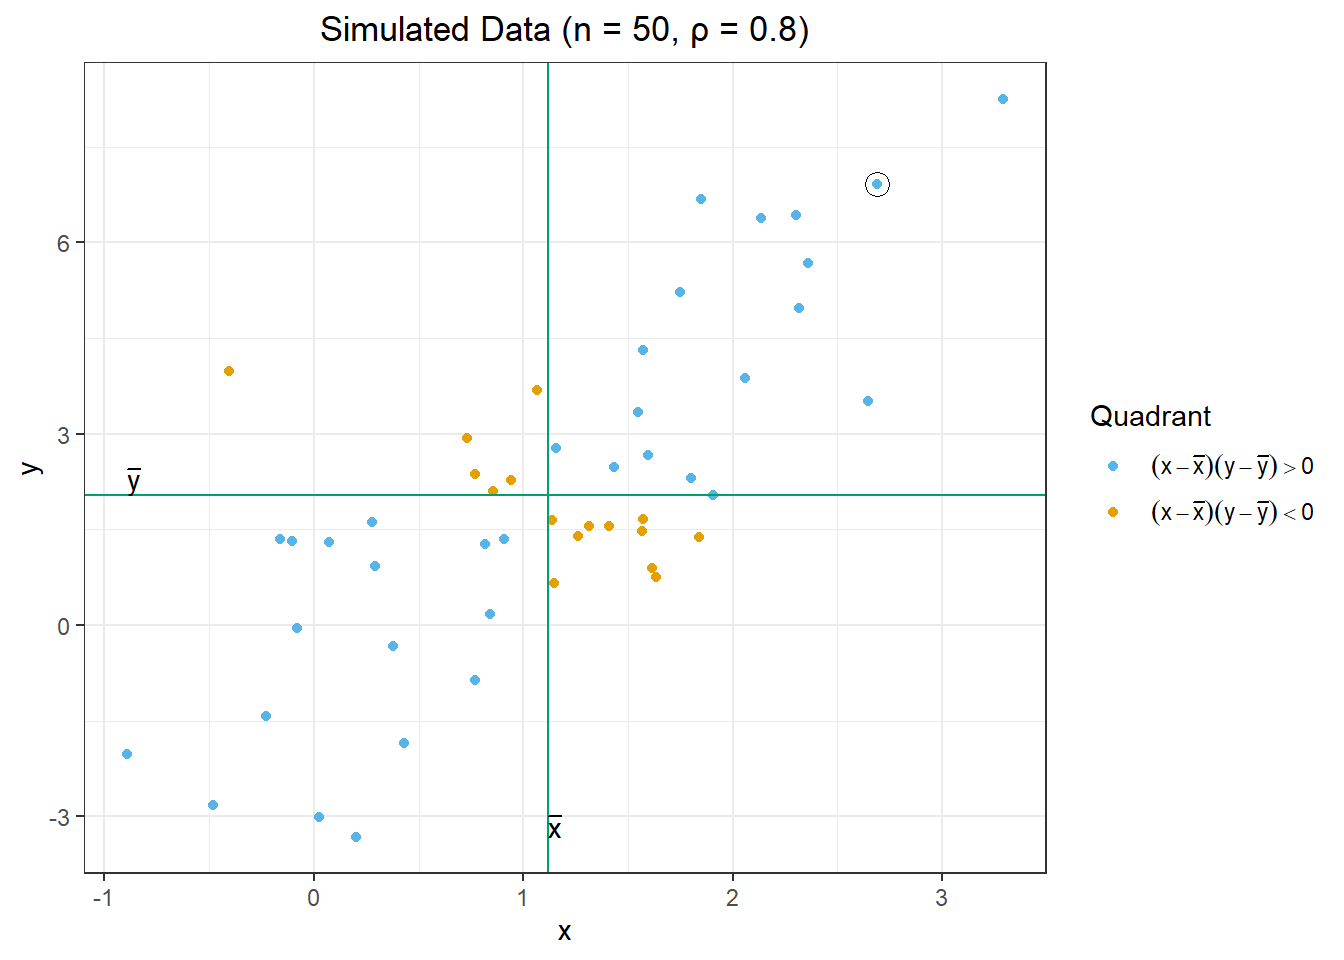 Simulated Data (n = 50, ρ = 0.8)
6
3
0
-3
y
y̅
x̅
-1 0 1 2 3
x
Quadrant
(x − x̅)(y − y̅) > 0
(x − x̅)(y − y̅) < 0